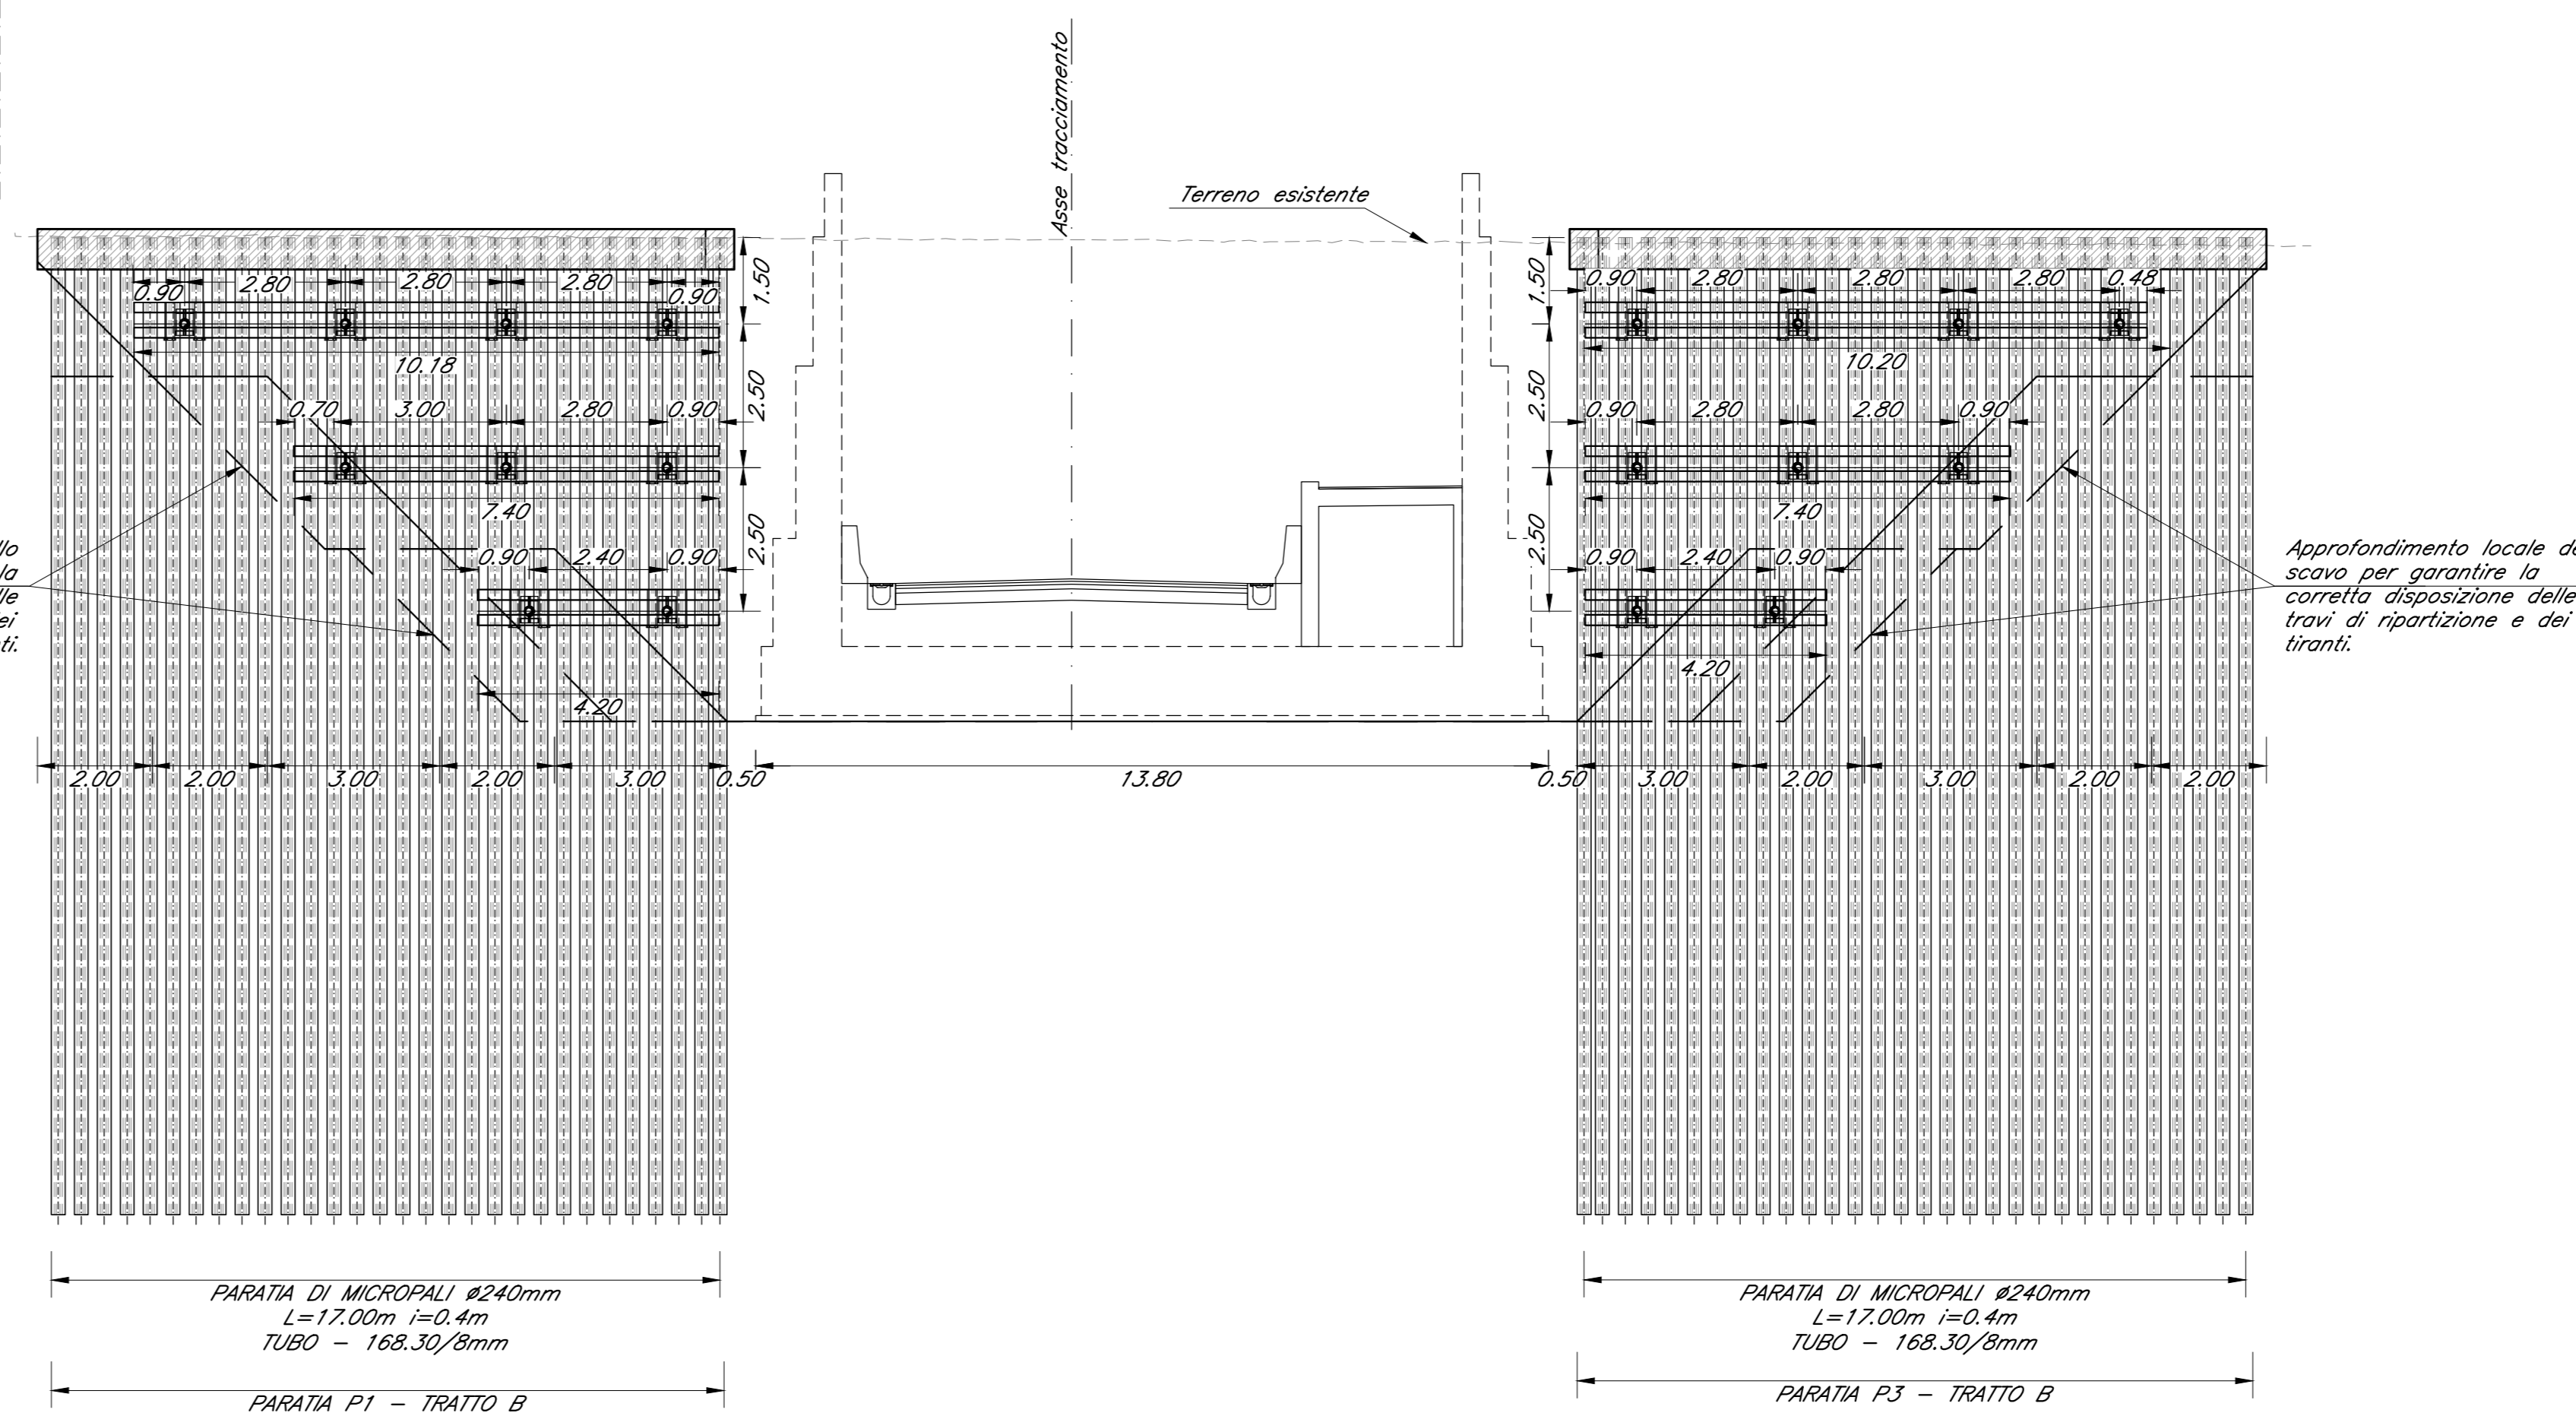 Asse tracciamento
Terreno esistente
0.90 2.80 2.80 2.80 0.90
10.18
0.70 3.00 2.80 0.90
7.40
0.90 2.40 0.90
4.20
1.50
2.50
2.50
1.50
2.50
2.50
0.90 2.80 2.80 2.80 0.48
10.20
0.90 2.80 2.80 0.90
7.40
0.90 2.40 0.90
4.20
Approfondimento locale
scavo per garantire la
corretta disposizione delle
travi di ripartizione e dei
tiranti.
2.00 2.00 3.00 2.00 3.00 0.50 13.80 0.50 3.00 2.00 3.00 2.00 2.00
PARATIA DI MICROPALI ø240mm
L=17.00m i=0.4m
TUBO - 168.30/8mm
PARATIA P1 - TRATTO B
PARATIA DI MICROPALI ø240mm
L=17.00m i=0.4m
TUBO - 168.30/8mm
PARATIA P3 - TRATTO B